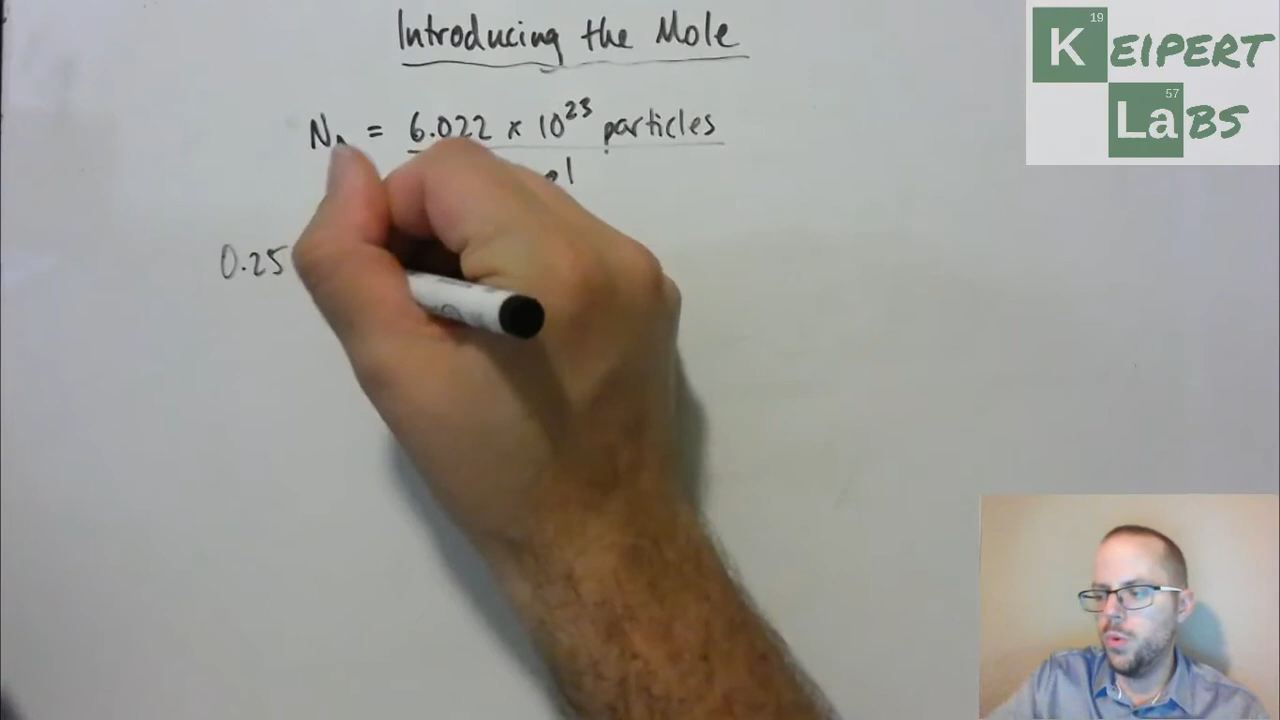 Introducing the Mole
19
KEIPERT
57
LaBS
N = 6.022 x 10²³ particles
0.25